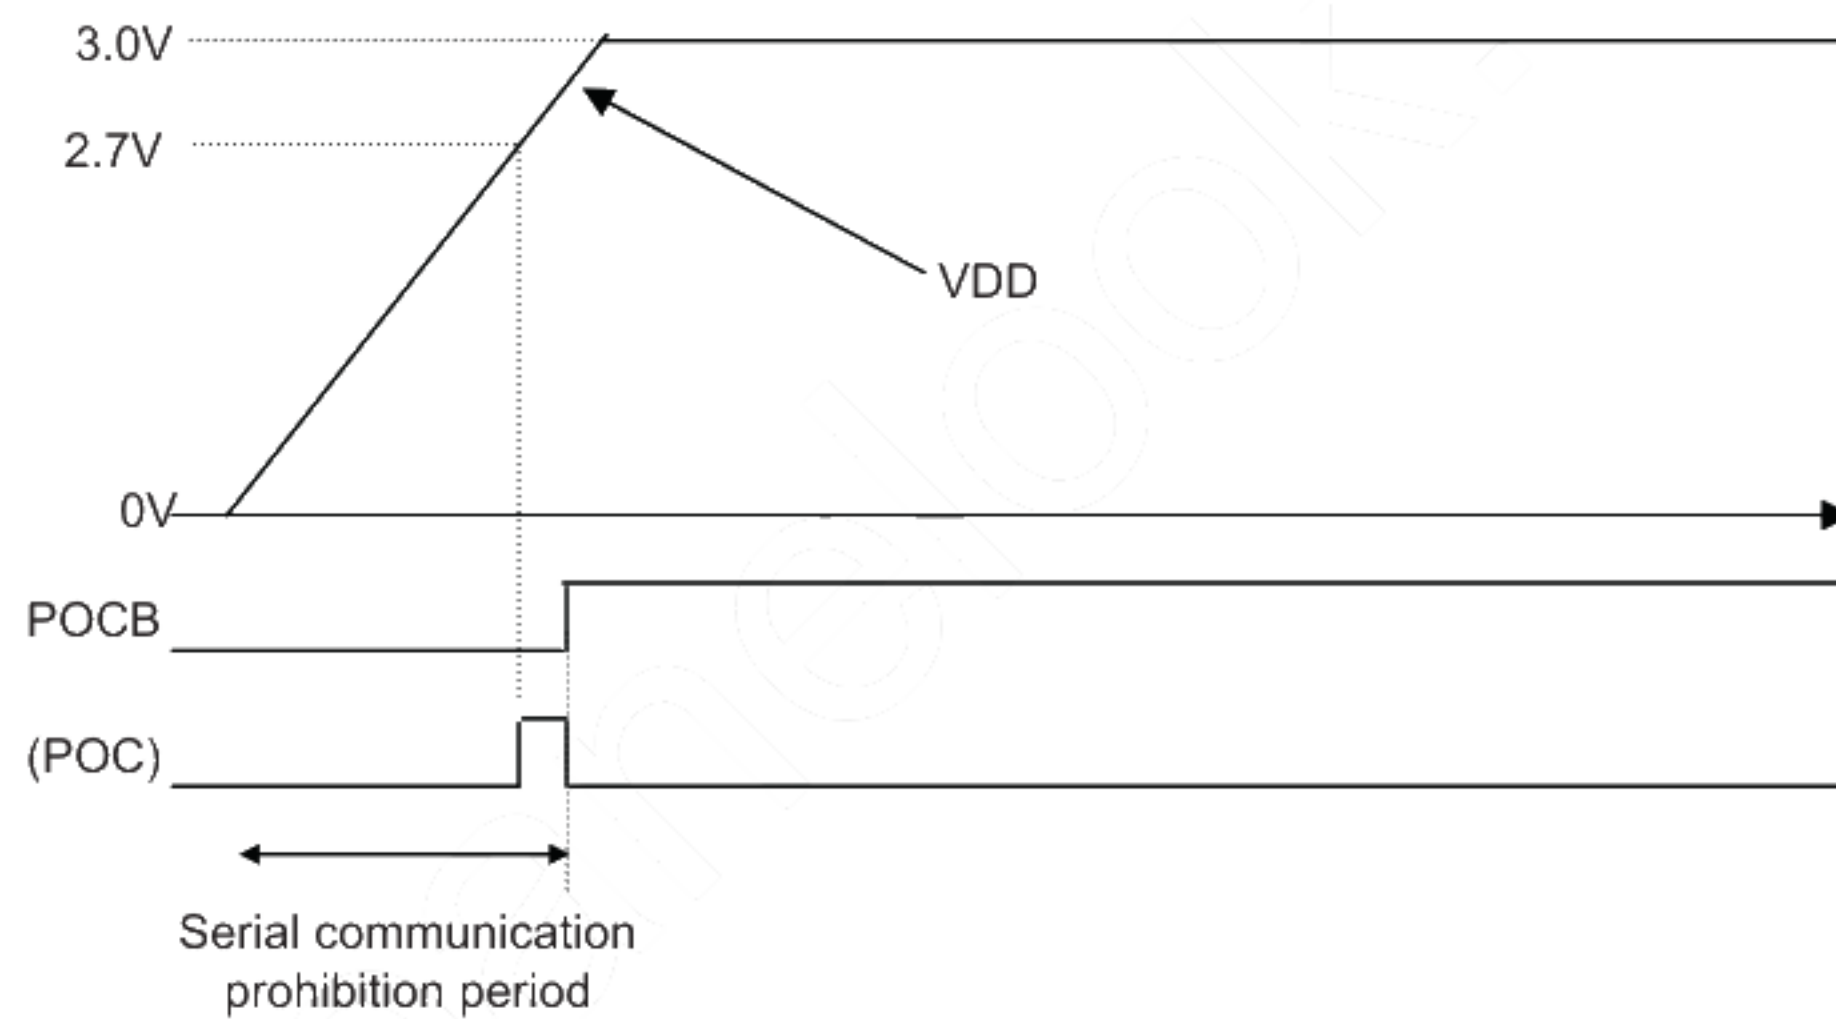 3.0V
2.7V
VDD
0V
POCB
(POC)
Serial communication
prohibition period